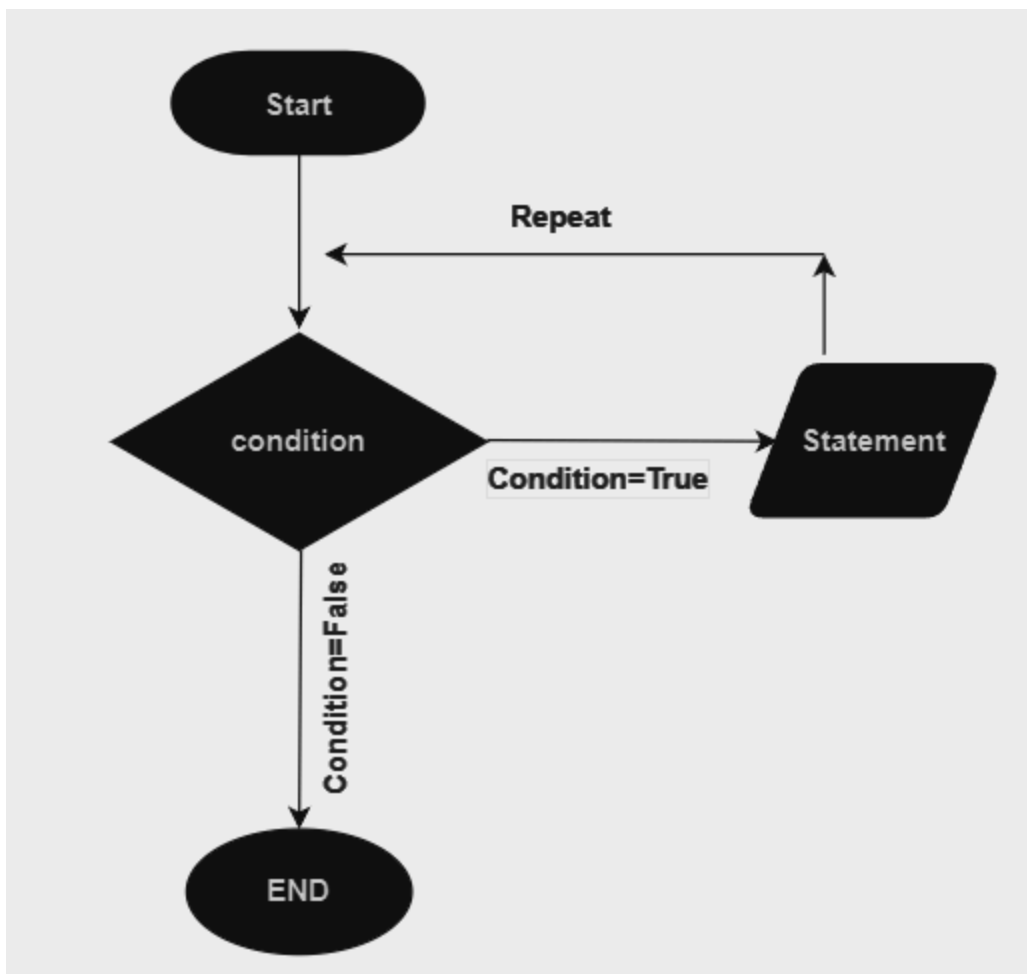 Start
Repeat
condition
Condition=True
Statement
Condition=False
END